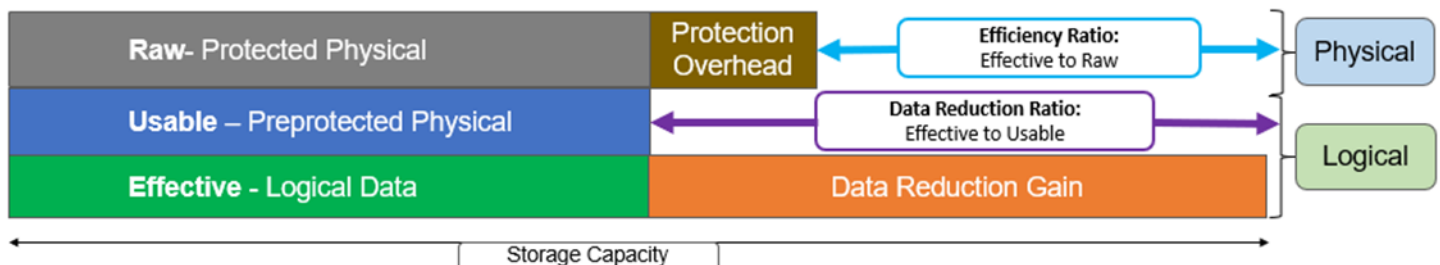 Raw- Protected Physical
Protection
Overhead
Efficiency Ratio:
Effective to Raw
Physical
Usable – Preprotected Physical
Data Reduction Ratio:
Effective to Usable
Logical
Effective - Logical Data
Data Reduction Gain
Storage Capacity